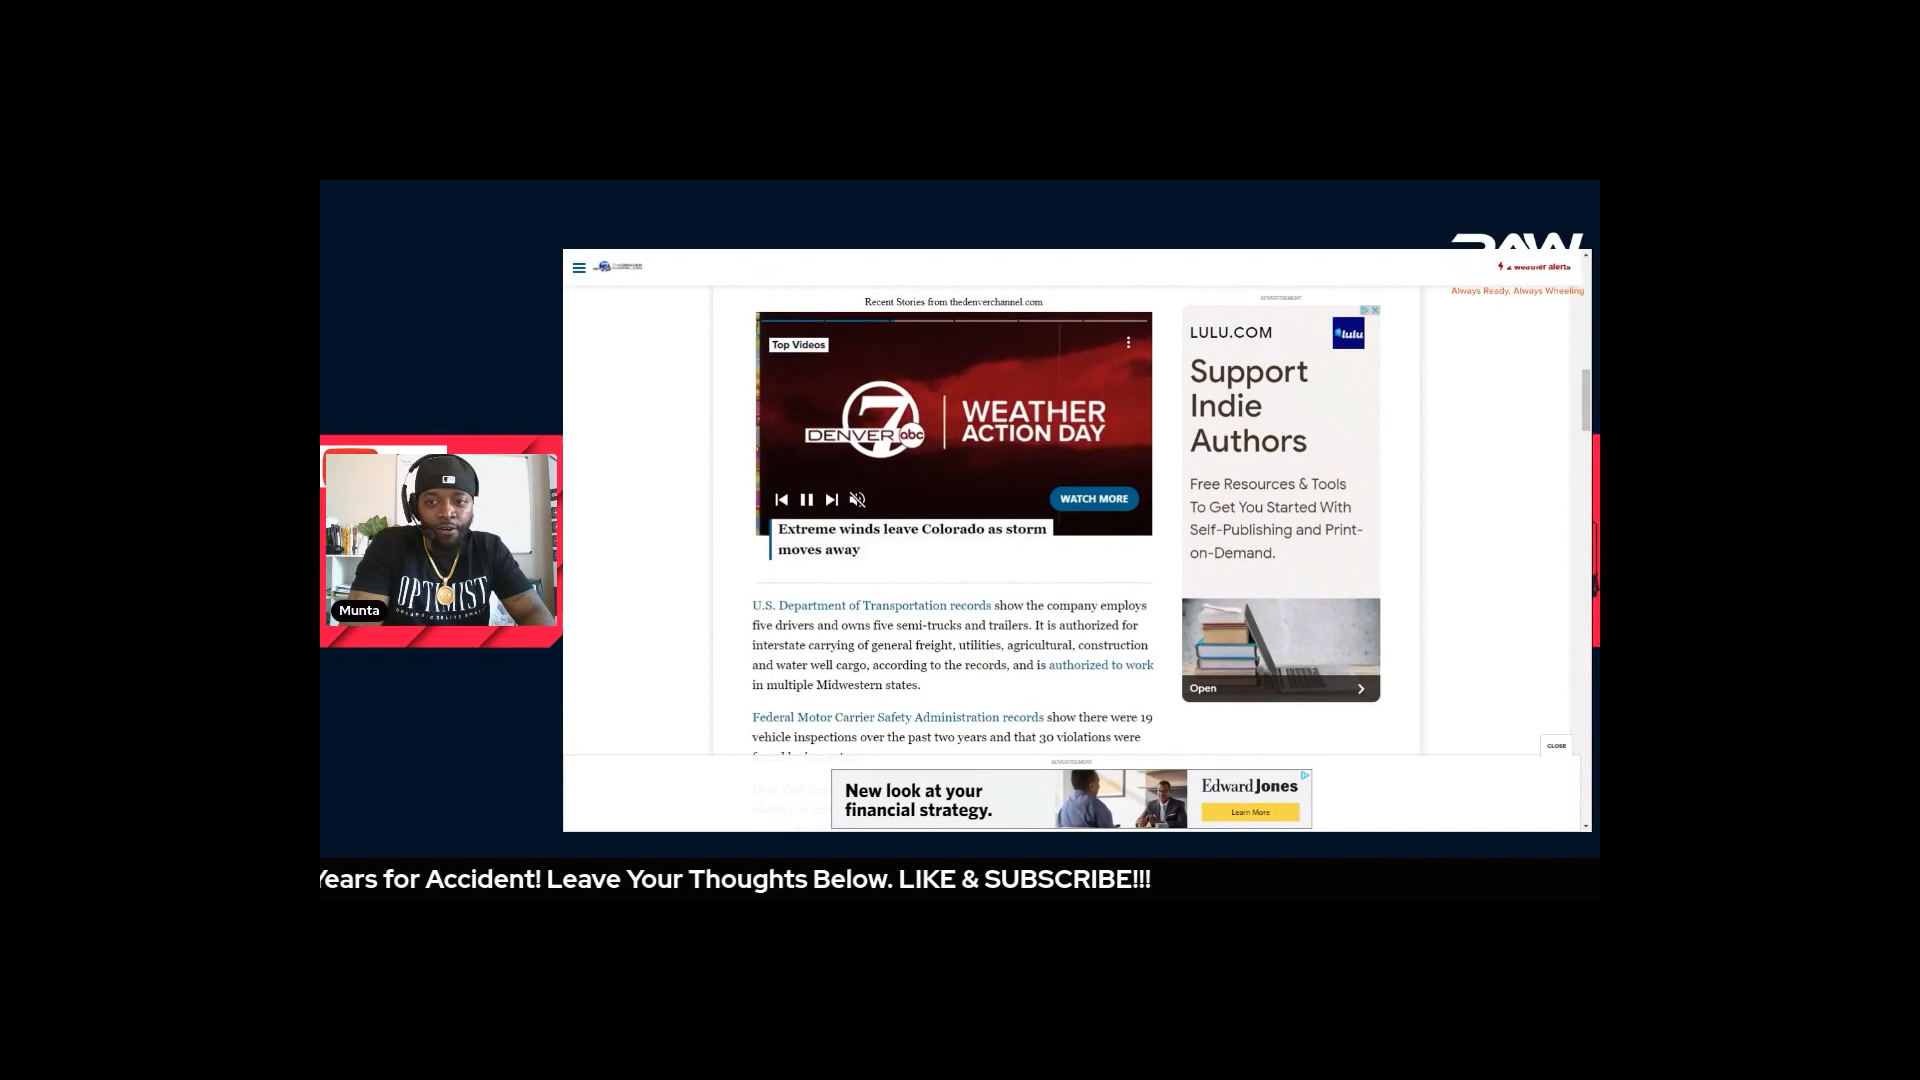 RAW
2 weather alerts
Always Ready, Always Wheeling
Recent Stories from thedenverchannel.com
Top Videos
7
DENVER abc
WEATHER
ACTION DAY
WATCH MORE
Extreme winds leave Colorado as storm
moves away
U.S. Department of Transportation records show the company employs
five drivers and owns five semi-trucks and trailers. It is authorized for
interstate carrying of general freight, utilities, agricultural, construction
and water well cargo, according to the records, and is authorized to work
in multiple Midwestern states.
Federal Motor Carrier Safety Administration records show there were 19
vehicle inspections over the past two years and that 30 violations were
ADVERTISEMENT
LULU.COM
lulu
Support
Indie
Authors
Free Resources & Tools
To Get You Started With
Self-Publishing and Print-
on-Demand.
Open
CLOSE
ADVERTISEMENT
New look at your
financial strategy.
Edward Jones
Learn More
OPTIMIST
Munta
Years for Accident! Leave Your Thoughts Below. LIKE & SUBSCRIBE!!!